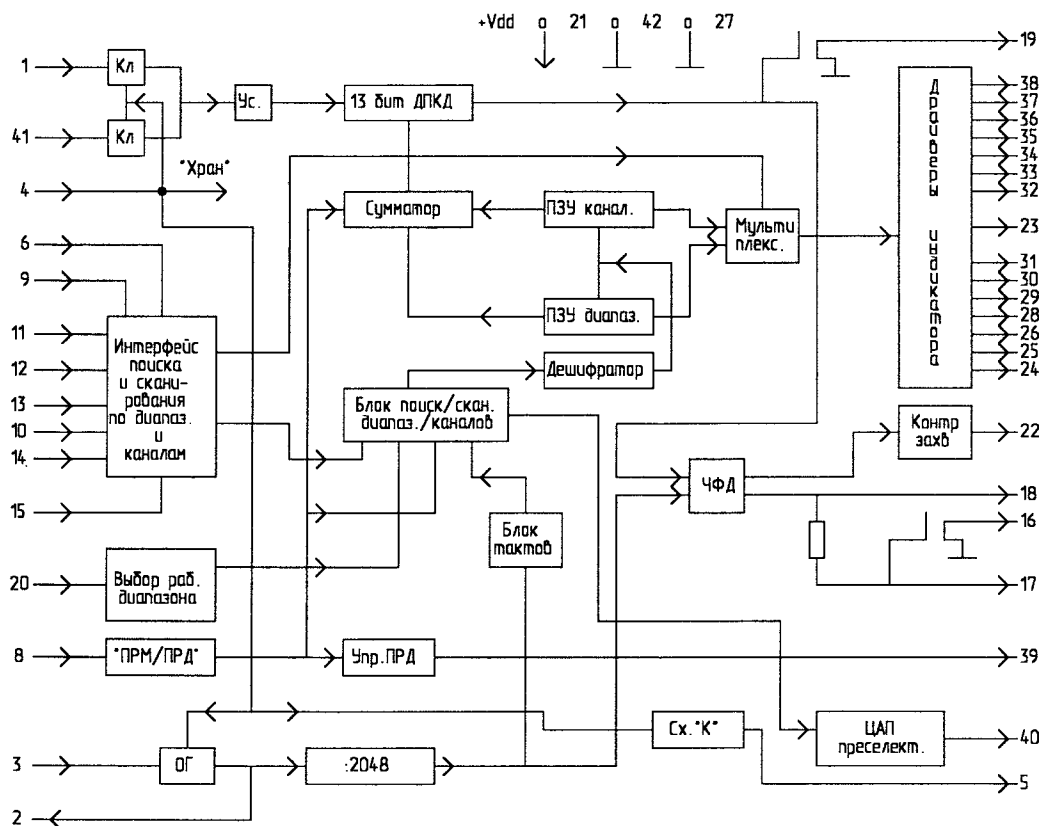 +Vdd 21 42 27
1
Кл
19
Ус.
13 бит ДПКД
41
Кл
38
37
36
35
34
33
32
"Хран"
4
Сумматор
ПЗУ канал.
Мульти
плекс.
Драйверы индикатора
23
6
9
31
30
29
28
26
25
24
11
12
13
10
14
15
Интерфейс
поиска
и скани-
рования
по диапаз.
и
каналам
ПЗУ диапаз.
Дешифратор
Блок поиск/скан.
диапаз./каналов
Контр
захв
22
ЧФД
18
16
17
Блок
тактов
20
Выбор раб.
диапазона
8
"ПРМ/ПРД"
Упр.ПРД
39
3
ОГ
:2048
Сх."К"
ЦАП
преселект.
40
5
2